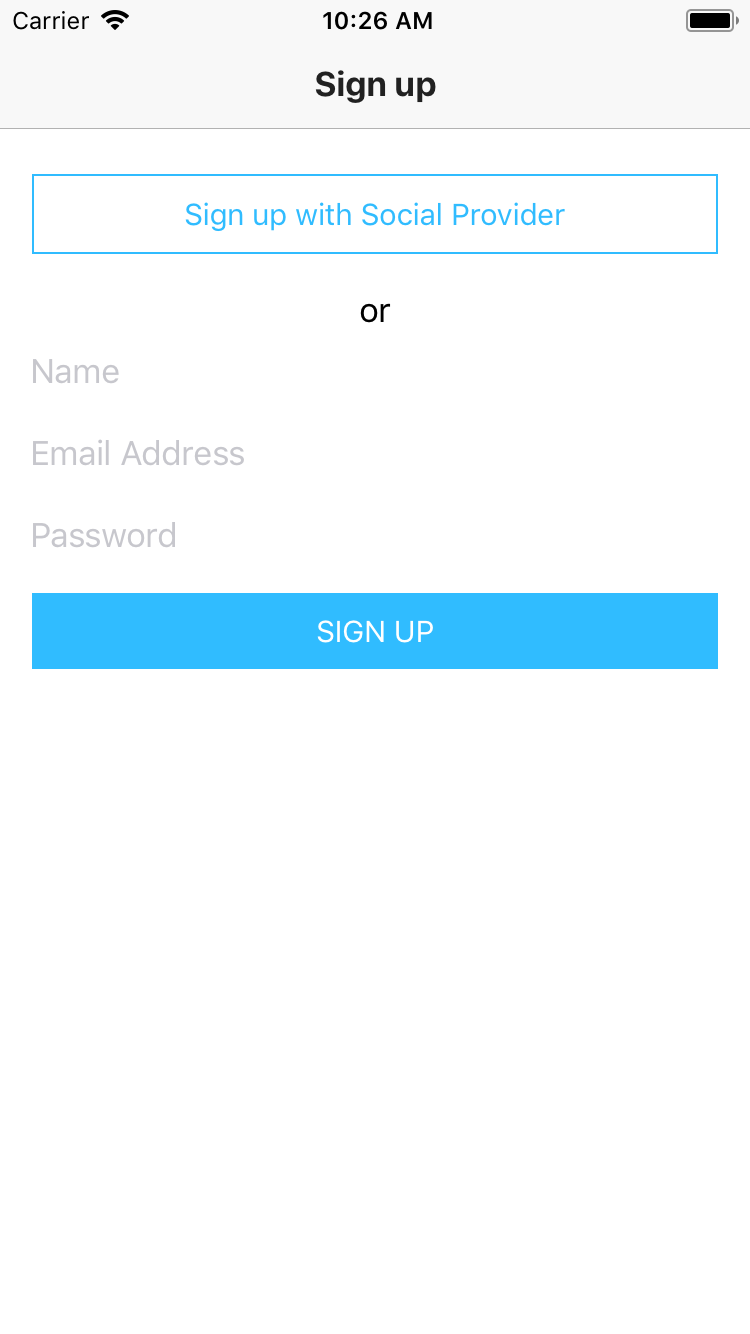 Carrier 10:26 AM
Sign up
Sign up with Social Provider
or
Name
Email Address
Password
SIGN UP